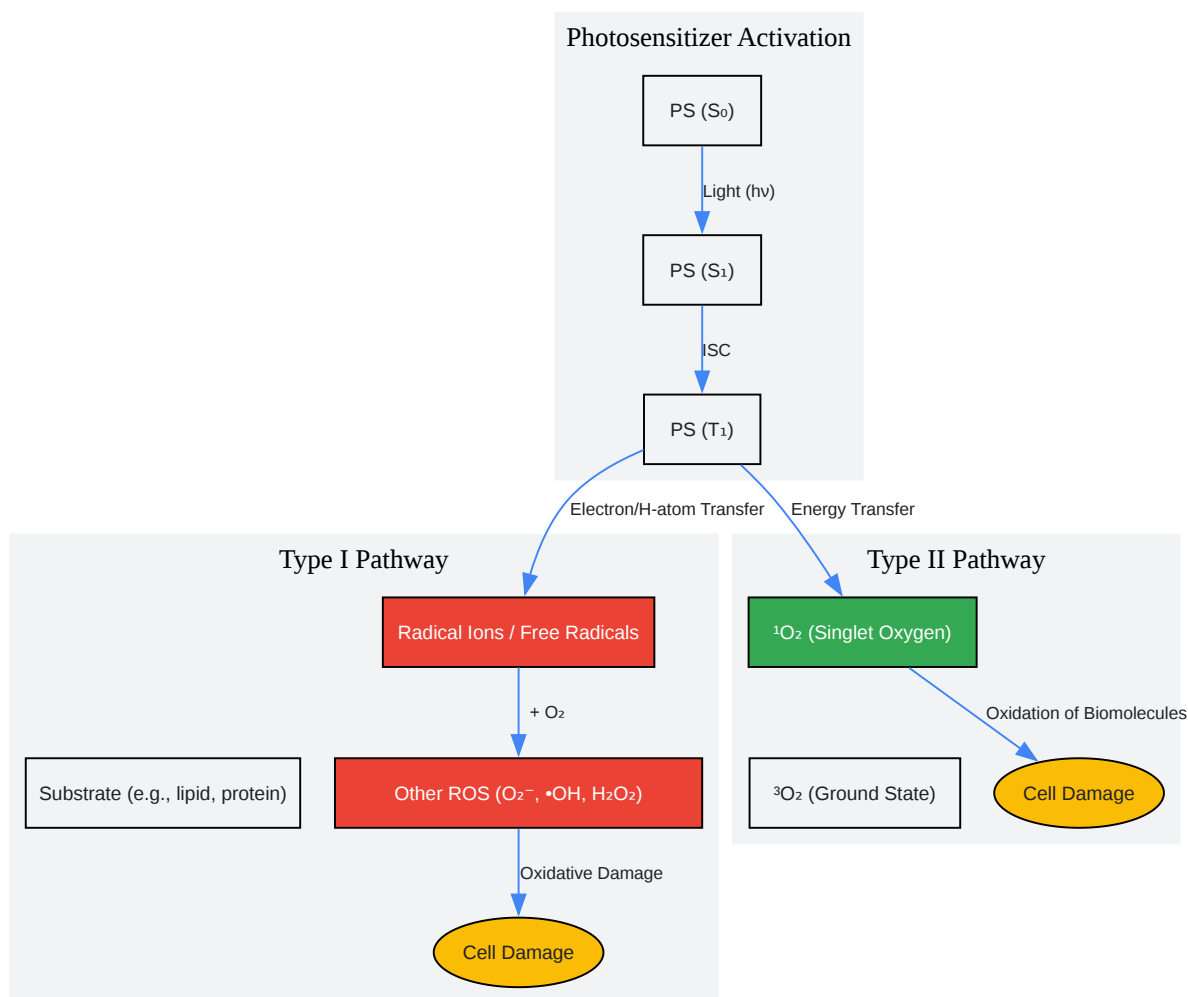 Photosensitizer Activation
PS (S₀)
Light (hν)
PS (S₁)
ISC
PS (T₁)
Electron/H-atom Transfer
Energy Transfer
Type I Pathway
Radical Ions / Free Radicals
+ O₂
Substrate (e.g., lipid, protein)
Other ROS (O₂⁻, •OH, H₂O₂)
Oxidative Damage
Cell Damage
Type II Pathway
¹O₂ (Singlet Oxygen)
Oxidation of Biomolecules
³O₂ (Ground State)
Cell Damage